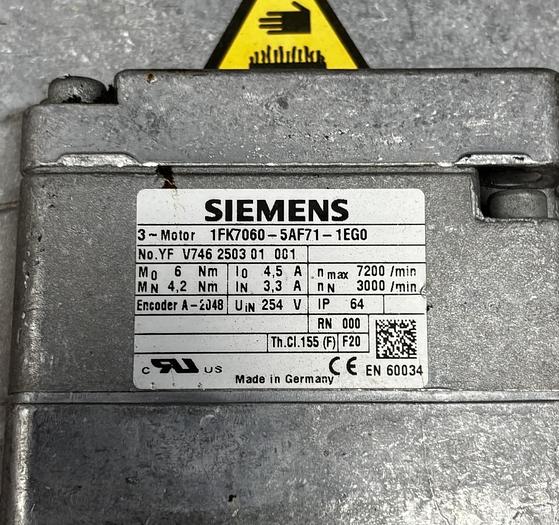 SIEMENS
3~Motor 1FK7060-5AF71-1EG0
No.YF V746 2503 01 001
M0 6 Nm I0 4,5 A n max 7200 /min
MN 4,2 Nm IN 3,3 A nN 3000 /min
Encoder A-2048 UIN 254 V IP 64
RN 000
Th.Cl.155 (F) F20
C RU US CE EN 60034
Made in Germany